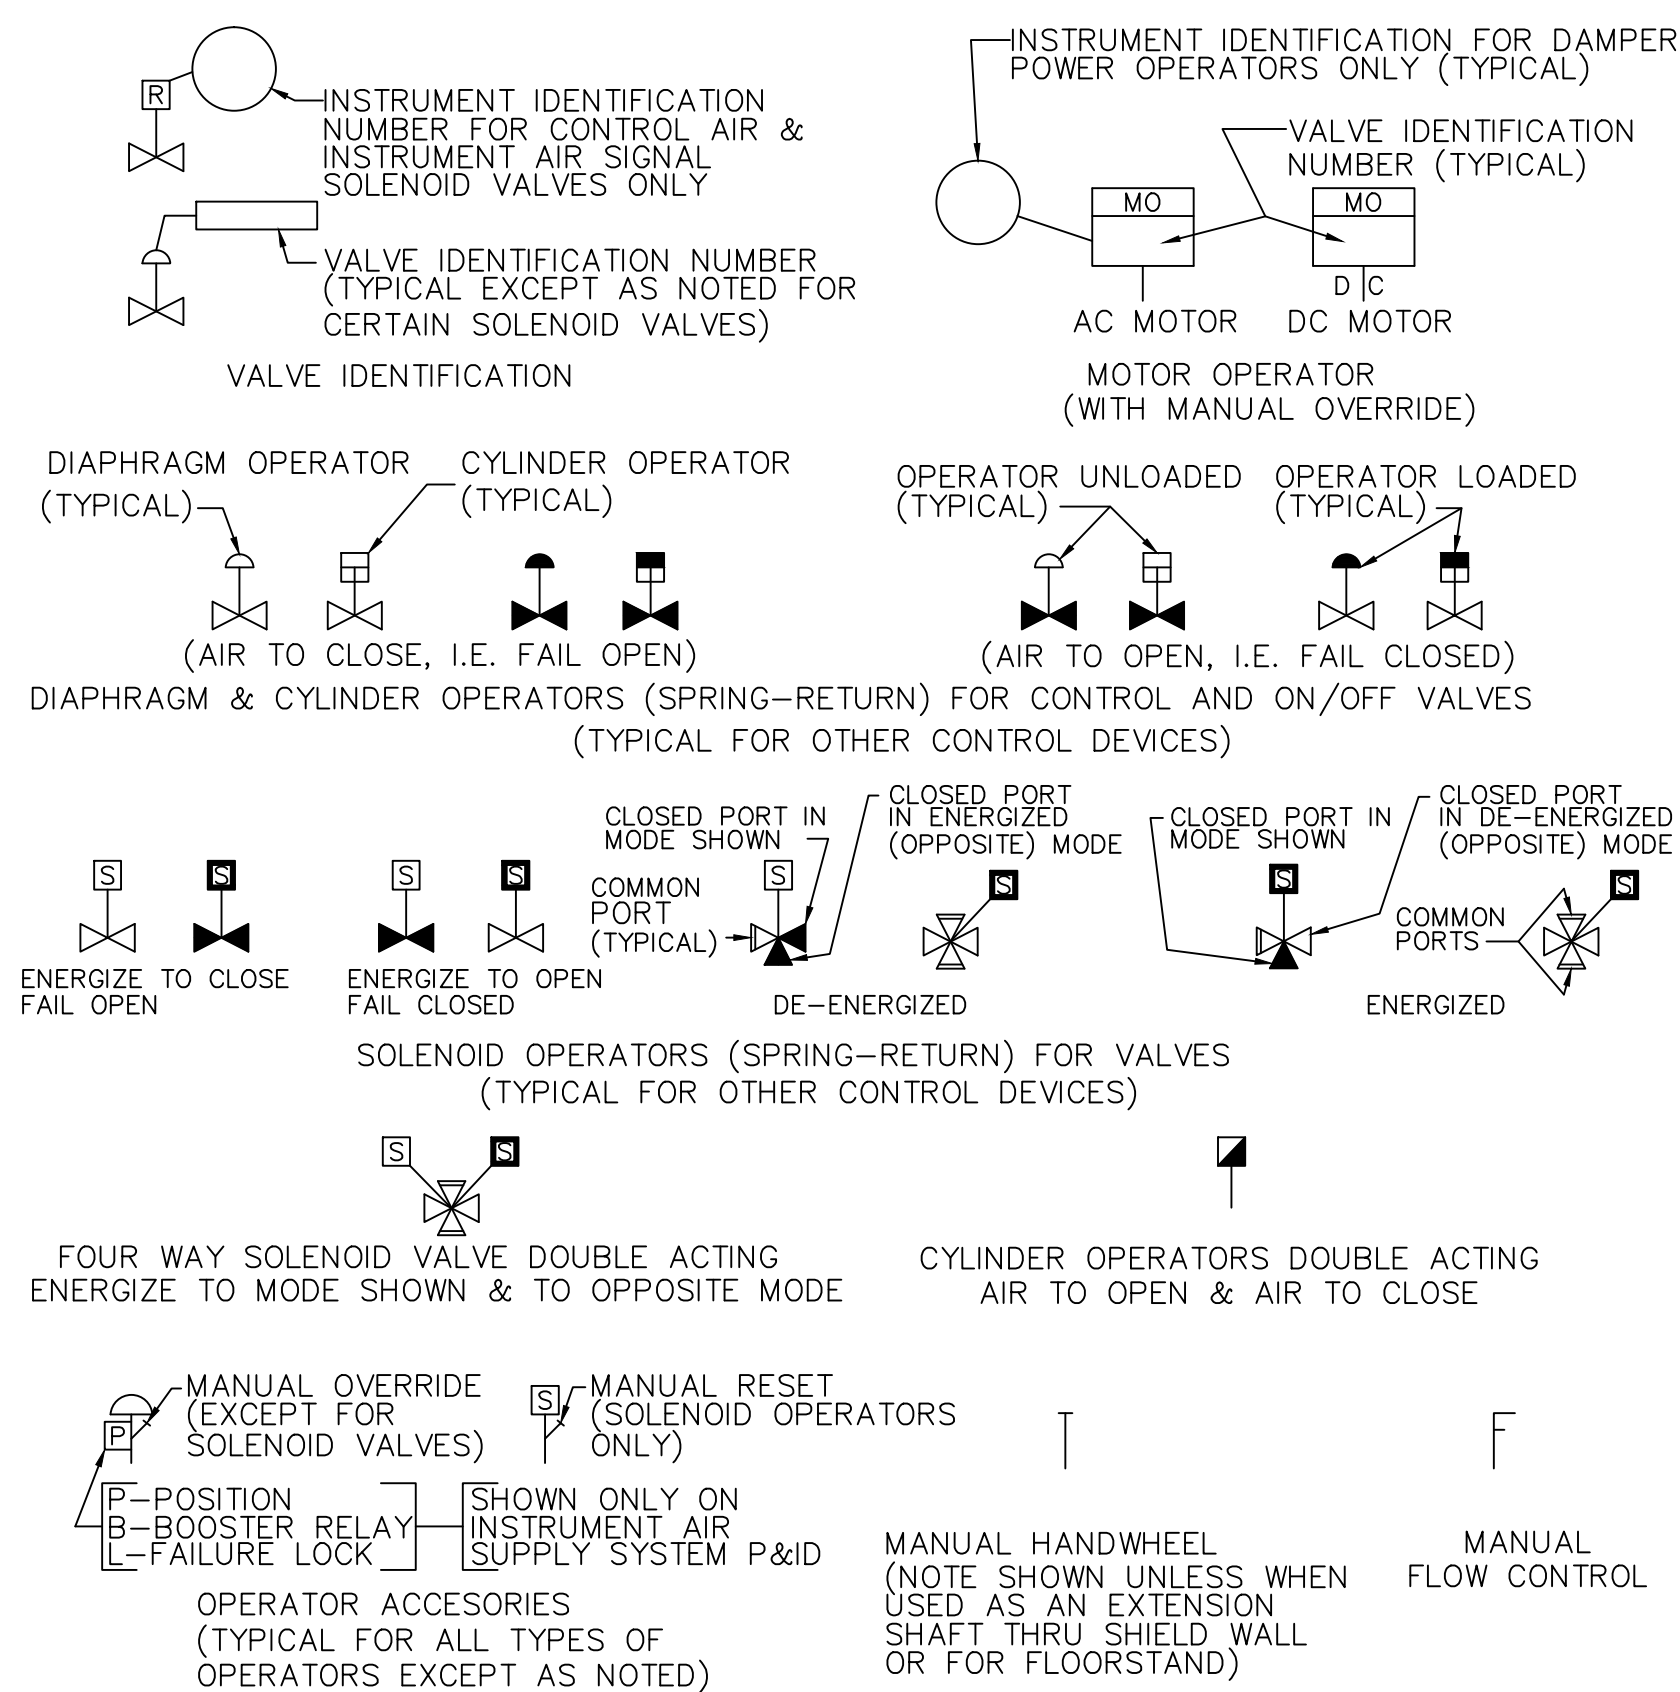 R
INSTRUMENT IDENTIFICATION
NUMBER FOR CONTROL AIR &
INSTRUMENT AIR SIGNAL
SOLENOID VALVES ONLY
VALVE IDENTIFICATION NUMBER
(TYPICAL EXCEPT AS NOTED FOR
CERTAIN SOLENOID VALVES)
VALVE IDENTIFICATION
INSTRUMENT IDENTIFICATION FOR DAMPER
POWER OPERATORS ONLY (TYPICAL)
VALVE IDENTIFICATION
NUMBER (TYPICAL)
MO
MO
D C
AC MOTOR
DC MOTOR
MOTOR OPERATOR
(WITH MANUAL OVERRIDE)
DIAPHRAGM OPERATOR
(TYPICAL)
CYLINDER OPERATOR
(TYPICAL)
(AIR TO CLOSE, I.E. FAIL OPEN)
OPERATOR UNLOADED
(TYPICAL)
OPERATOR LOADED
(TYPICAL)
(AIR TO OPEN, I.E. FAIL CLOSED)
DIAPHRAGM & CYLINDER OPERATORS (SPRING-RETURN) FOR CONTROL AND ON/OFF VALVES
(TYPICAL FOR OTHER CONTROL DEVICES)
S
S
ENERGIZE TO CLOSE
FAIL OPEN
S
S
ENERGIZE TO OPEN
FAIL CLOSED
CLOSED PORT IN
MODE SHOWN
CLOSED PORT
IN ENERGIZED
(OPPOSITE) MODE
COMMON
PORT
(TYPICAL)
S
S
DE-ENERGIZED
CLOSED PORT IN
MODE SHOWN
CLOSED PORT
IN DE-ENERGIZED
(OPPOSITE) MODE
S
S
COMMON
PORTS
ENERGIZED
SOLENOID OPERATORS (SPRING-RETURN) FOR VALVES
(TYPICAL FOR OTHER CONTROL DEVICES)
S
S
FOUR WAY SOLENOID VALVE DOUBLE ACTING
ENERGIZE TO MODE SHOWN & TO OPPOSITE MODE
CYLINDER OPERATORS DOUBLE ACTING
AIR TO OPEN & AIR TO CLOSE
P
MANUAL OVERRIDE
(EXCEPT FOR
SOLENOID VALVES)
S
MANUAL RESET
(SOLENOID OPERATORS
ONLY)
P-POSITION
B-BOOSTER RELAY
L-FAILURE LOCK
SHOWN ONLY ON
INSTRUMENT AIR
SUPPLY SYSTEM P&ID
OPERATOR ACCESORIES
(TYPICAL FOR ALL TYPES OF
OPERATORS EXCEPT AS NOTED)
MANUAL HANDWHEEL
(NOTE SHOWN UNLESS WHEN
USED AS AN EXTENSION
SHAFT THRU SHIELD WALL
OR FOR FLOORSTAND)
MANUAL
FLOW CONTROL